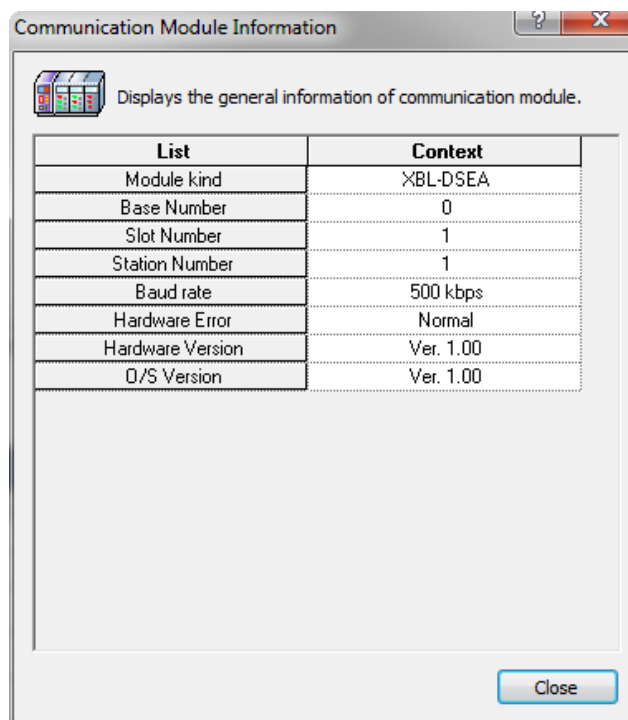 Communication Module Information
?
X
Displays the general information of communication module.
List Context
Module kind XBL-DSEA
Base Number 0
Slot Number 1
Station Number 1
Baud rate 500 kbps
Hardware Error Normal
Hardware Version Ver. 1.00
O/S Version Ver. 1.00
Close